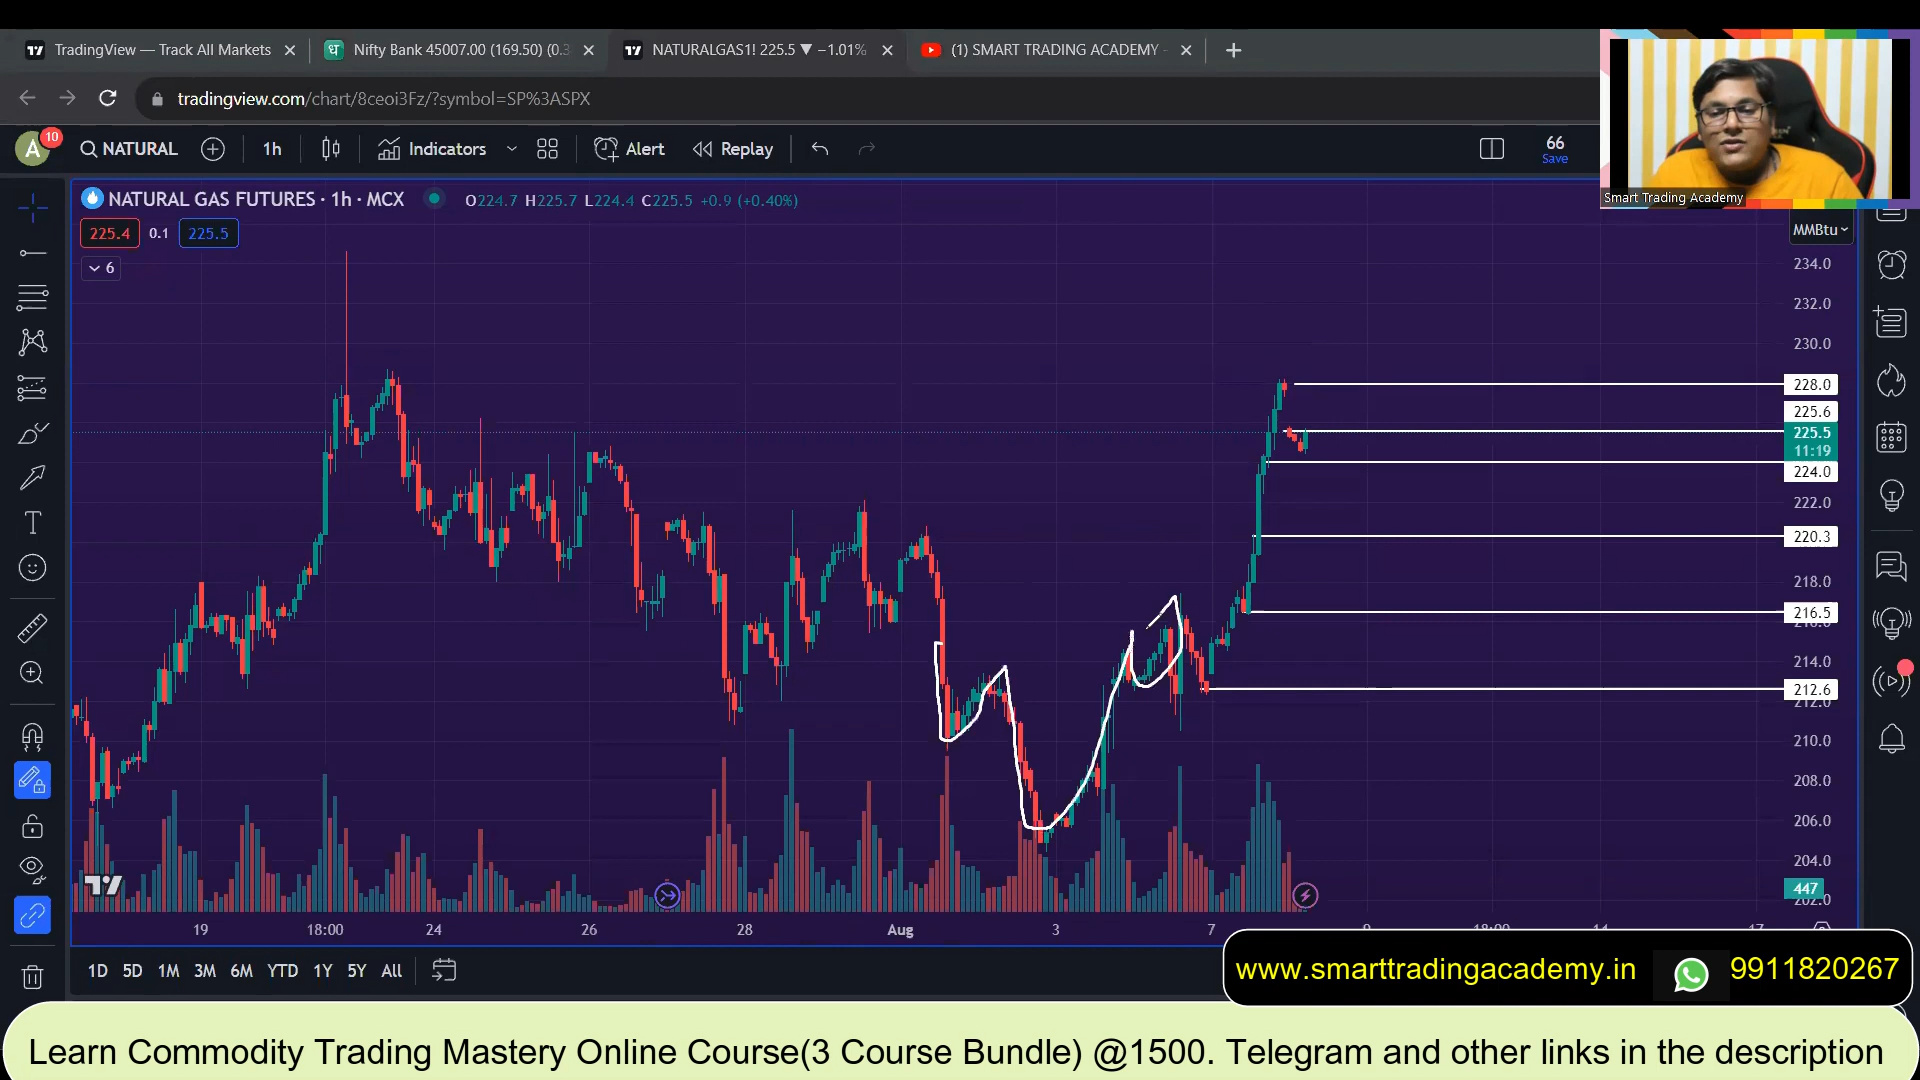 TradingView — Track All Markets
Nifty Bank 45007.00 (169.50) (0.3
NATURALGAS1! 225.5 ▼ −1.01%
(1) SMART TRADING ACADEMY -
tradingview.com/chart/8ceoi3Fz/?symbol=SP%3ASPX
A
10
NATURAL
1h
Indicators
Alert
Replay
66
Save
Smart Trading Academy
NATURAL GAS FUTURES · 1h · MCX
O224.7 H225.7 L224.4 C225.5 +0.9 (+0.40%)
225.4
0.1
225.5
6
MMBtu
234.0
232.0
230.0
228.0
225.6
225.5
11:19
224.0
222.0
220.3
218.0
216.5
214.0
212.6
212.0
210.0
208.0
206.0
204.0
447
202.0
19
18:00
24
26
28
Aug
3
7
1D 5D 1M 3M 6M YTD 1Y 5Y All
www.smarttradingacademy.in
9911820267
Learn Commodity Trading Mastery Online Course(3 Course Bundle) @1500. Telegram and other links in the description